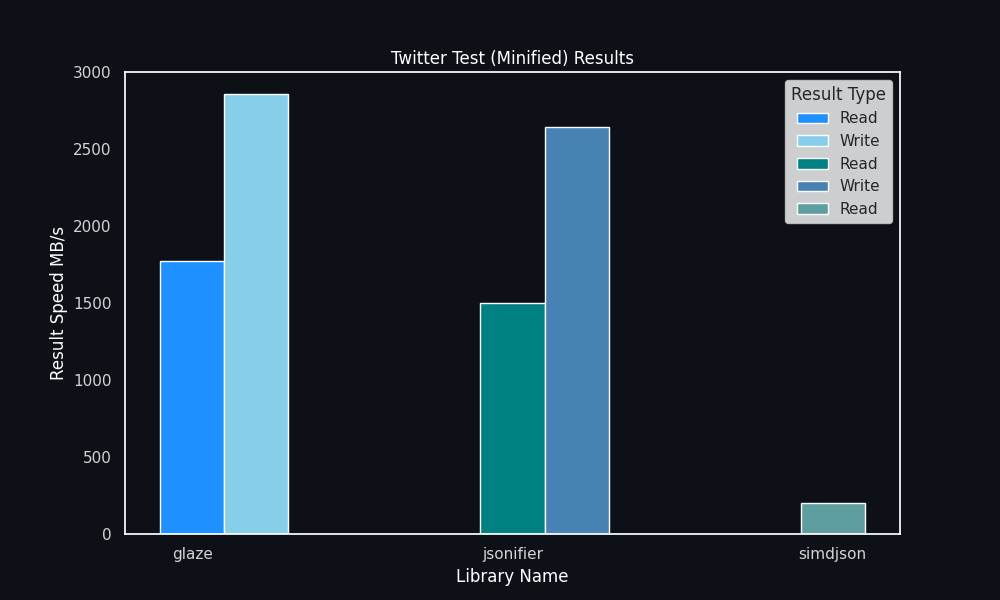 Twitter Test (Minified) Results
3000
2500
2000
1500
1000
500
0
Result Speed MB/s
Result Type
Read
Write
Read
Write
Read
glaze
jsonifier
simdjson
Library Name